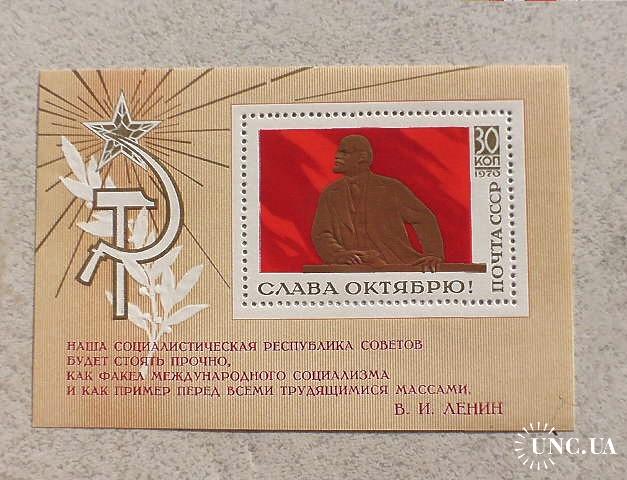 30
КОП
1970
ПОЧТА СССР
СЛАВА ОКТЯБРЮ!
НАША СОЦИАЛИСТИЧЕСКАЯ РЕСПУБЛИКА СОВЕТОВ
БУДЕТ СТОЯТЬ ПРОЧНО,
КАК ФАКЕЛ МЕЖДУНАРОДНОГО СОЦИАЛИЗМА
И КАК ПРИМЕР ПЕРЕД ВСЕМИ ТРУДЯЩИМИСЯ МАССАМИ.
В. И. ЛЕНИН
UNC.UA